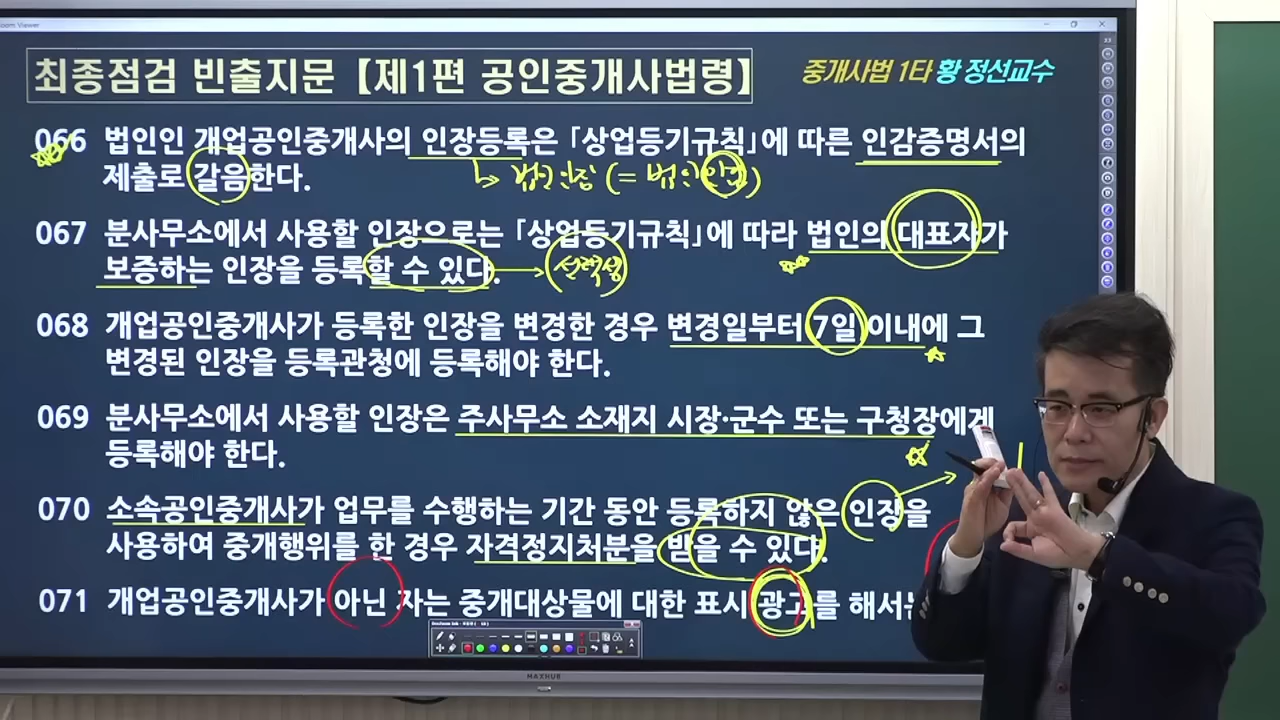 최종점검 빈출지문 【제1편 공인중개사법령】
중개사법 1타 황 정선교수
066 법인인 개업공인중개사의 인장등록은 「상업등기규칙」에 따른 인감증명서의
제출로 갈음한다.
법인 인장 (= 법인
067 분사무소에서 사용할 인장으로는 「상업등기규칙」에 따라 법인의 대표자가
보증하는 인장을 등록할 수 있다.
068 개업공인중개사가 등록한 인장을 변경한 경우 변경일부터 7일 이내에 그
변경된 인장을 등록관청에 등록해야 한다.
069 분사무소에서 사용할 인장은 주사무소 소재지 시장·군수 또는 구청장에게
등록해야 한다.
070 소속공인중개사가 업무를 수행하는 기간 동안 등록하지 않은 인장을
사용하여 중개행위를 한 경우 자격정지처분을 받을 수 있다.
071 개업공인중개사가 아닌 자는 중개대상물에 대한 표시 광고를 해서는
MAXHUB